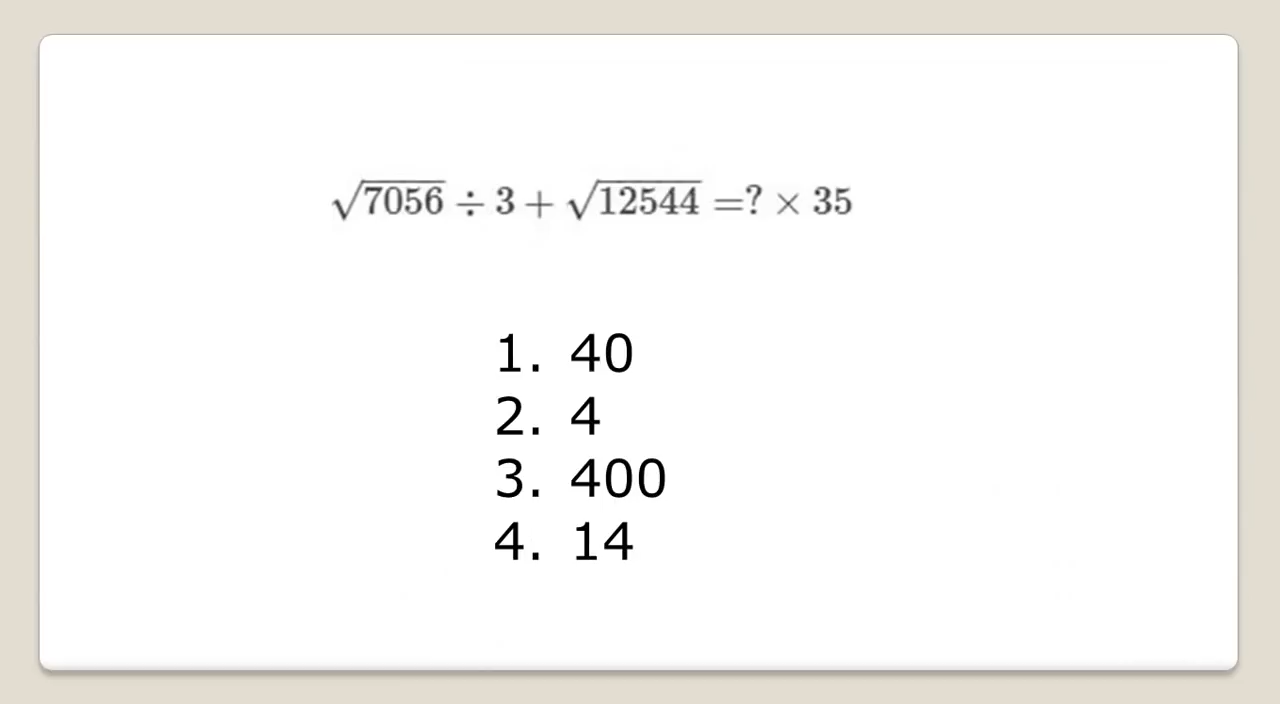 √7056 ÷ 3 + √12544 =? × 35
1. 40
2. 4
3. 400
4. 14